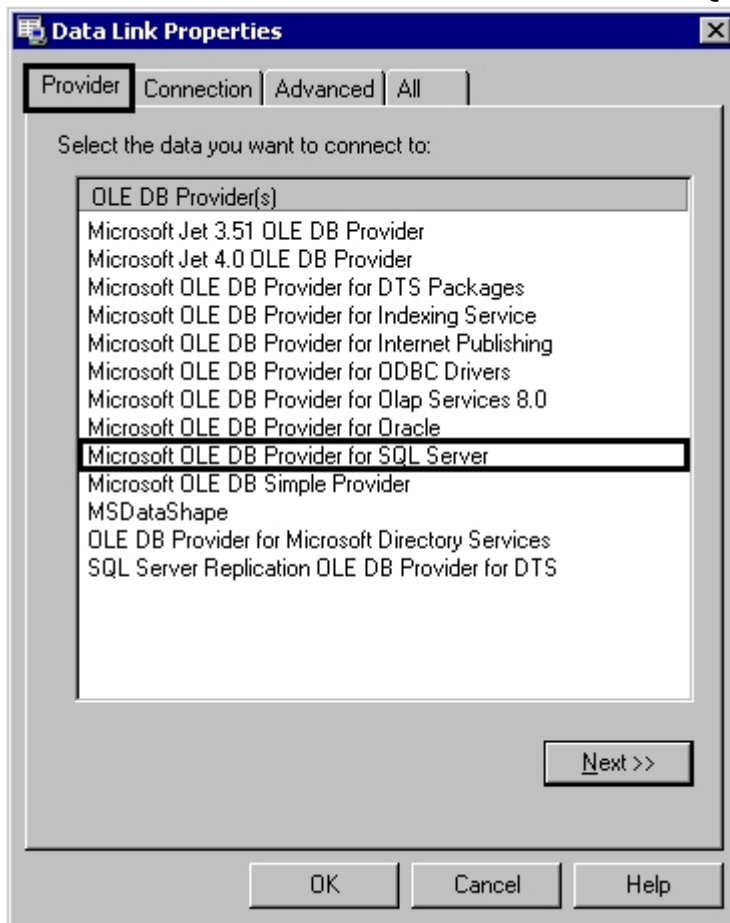 Data Link Properties
Provider Connection Advanced All
Select the data you want to connect to:
OLE DB Provider(s)
Microsoft Jet 3.51 OLE DB Provider
Microsoft Jet 4.0 OLE DB Provider
Microsoft OLE DB Provider for DTS Packages
Microsoft OLE DB Provider for Indexing Service
Microsoft OLE DB Provider for Internet Publishing
Microsoft OLE DB Provider for ODBC Drivers
Microsoft OLE DB Provider for Olap Services 8.0
Microsoft OLE DB Provider for Oracle
Microsoft OLE DB Provider for SQL Server
Microsoft OLE DB Simple Provider
MSDataShape
OLE DB Provider for Microsoft Directory Services
SQL Server Replication OLE DB Provider for DTS
Next >>
OK Cancel Help